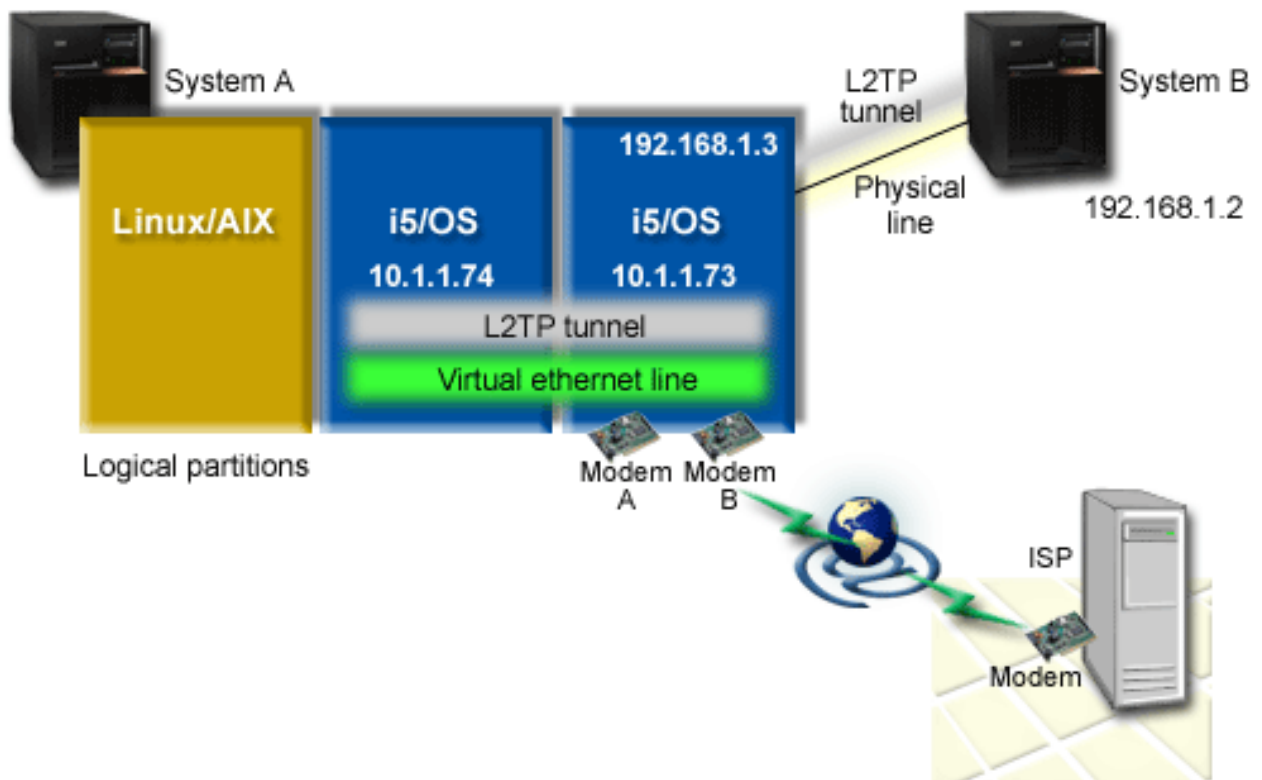 System A
L2TP
tunnel
System B
192.168.1.3
Physical
line
192.168.1.2
Linux/AIX
i5/OS
i5/OS
10.1.1.74
10.1.1.73
L2TP tunnel
Virtual ethernet line
Logical partitions
Modem
A
Modem
B
ISP
Modem